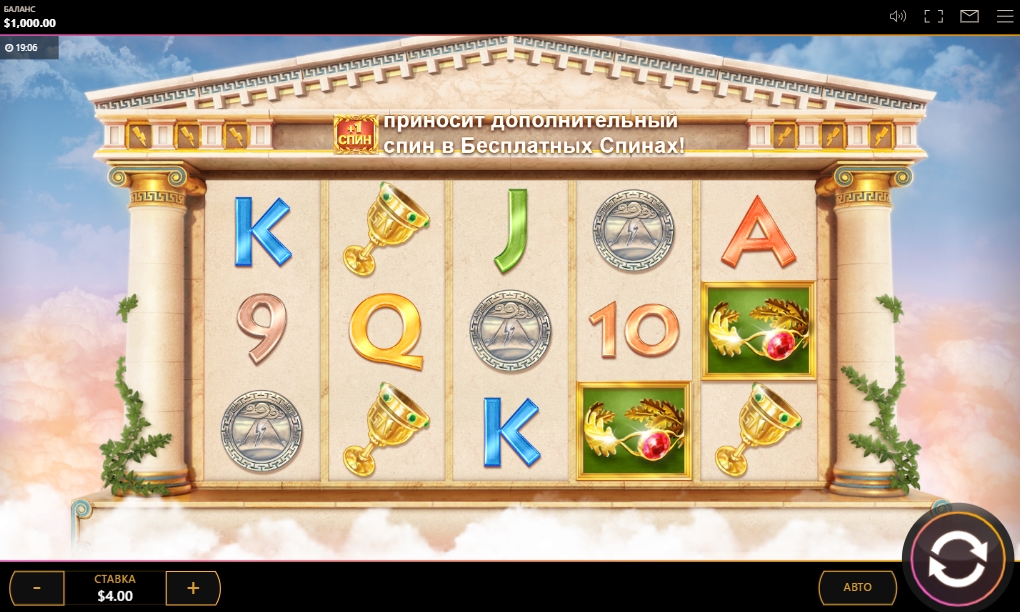 БАЛАНС
$1,000.00
19:06
+1
СПИН
приносит дополнительный
спин в Бесплатных Спинах!
K J A
9 Q 10
K
- СТАВКА +
$4.00
АВТО